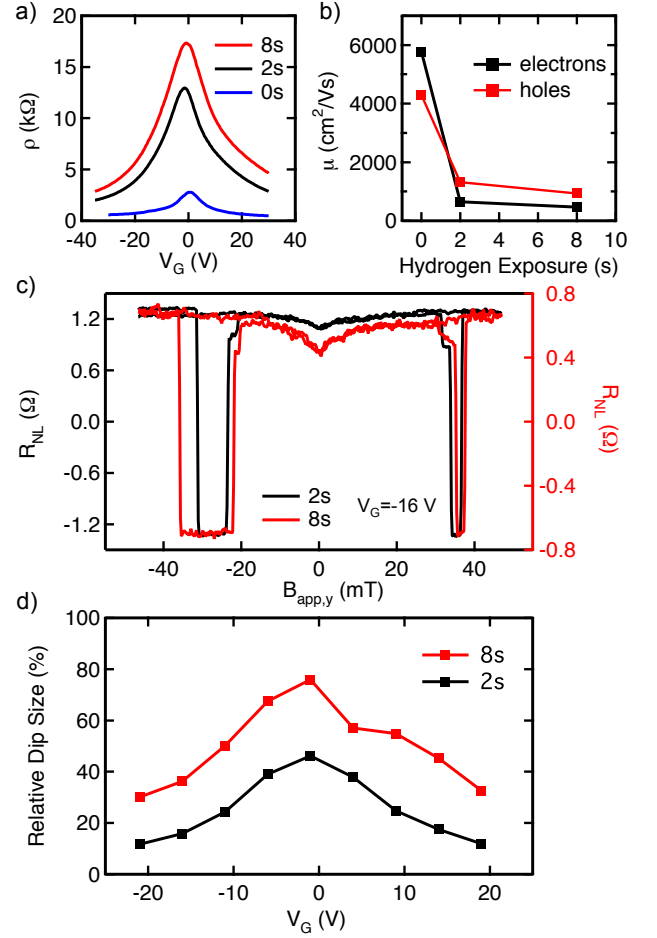 a)
20
15
10
5
0
ρ (kΩ)
8s
2s
0s
-40 -20 0 20 40
V_G (V)
b)
6000
4000
2000
0
μ (cm²/Vs)
electrons
holes
0 2 4 6 8 10
Hydrogen Exposure (s)
c)
1.2
0.6
0.0
-0.6
-1.2
R_NL (Ω)
0.8
0.4
0.0
-0.4
-0.8
R_NL (Ω)
2s
8s
V_G=-16 V
-40 -20 0 20 40
B_app,y (mT)
d)
100
80
60
40
20
0
Relative Dip Size (%)
8s
2s
-20 -10 0 10 20
V_G (V)